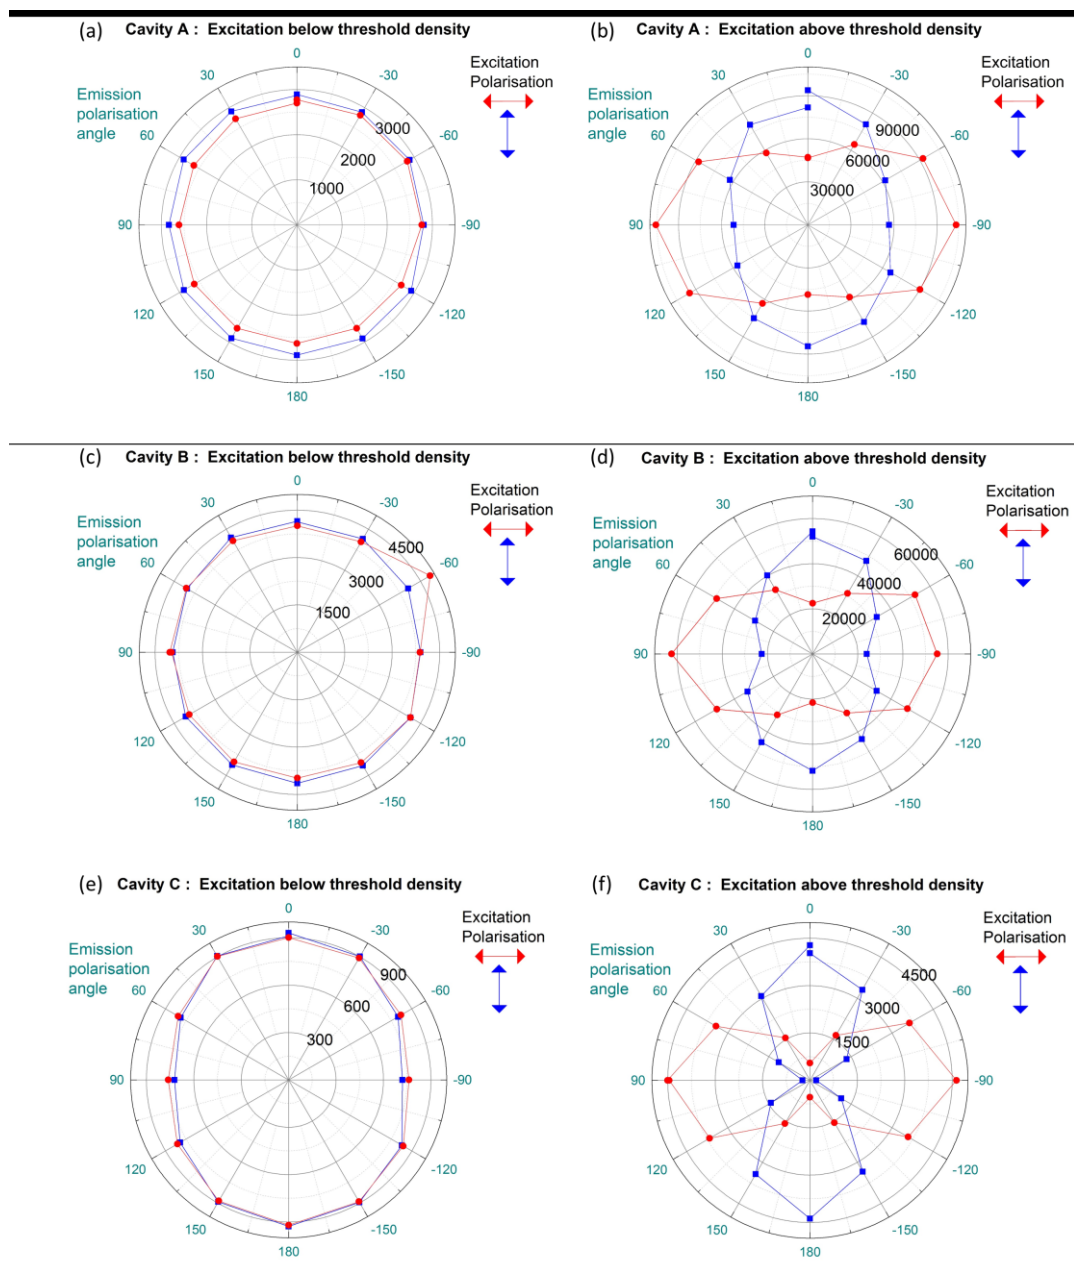 (a) Cavity A : Excitation below threshold density
0
30
-30
Excitation
Polarisation
Emission
polarisation
angle
60
-60
3000
2000
1000
90
-90
120
-120
150
-150
180
(b) Cavity A : Excitation above threshold density
0
30
-30
Excitation
Polarisation
Emission
polarisation
angle
60
-60
90000
60000
30000
90
-90
120
-120
150
-150
180
(c) Cavity B : Excitation below threshold density
0
30
-30
Excitation
Polarisation
Emission
polarisation
angle
60
-60
4500
3000
1500
90
-90
120
-120
150
-150
180
(d) Cavity B : Excitation above threshold density
0
30
-30
Excitation
Polarisation
Emission
polarisation
angle
60
-60
60000
40000
20000
90
-90
120
-120
150
-150
180
(e) Cavity C : Excitation below threshold density
0
30
-30
Excitation
Polarisation
Emission
polarisation
angle
60
-60
900
600
300
90
-90
120
-120
150
-150
180
(f) Cavity C : Excitation above threshold density
0
30
-30
Excitation
Polarisation
Emission
polarisation
angle
60
-60
4500
3000
1500
90
-90
120
-120
150
-150
180